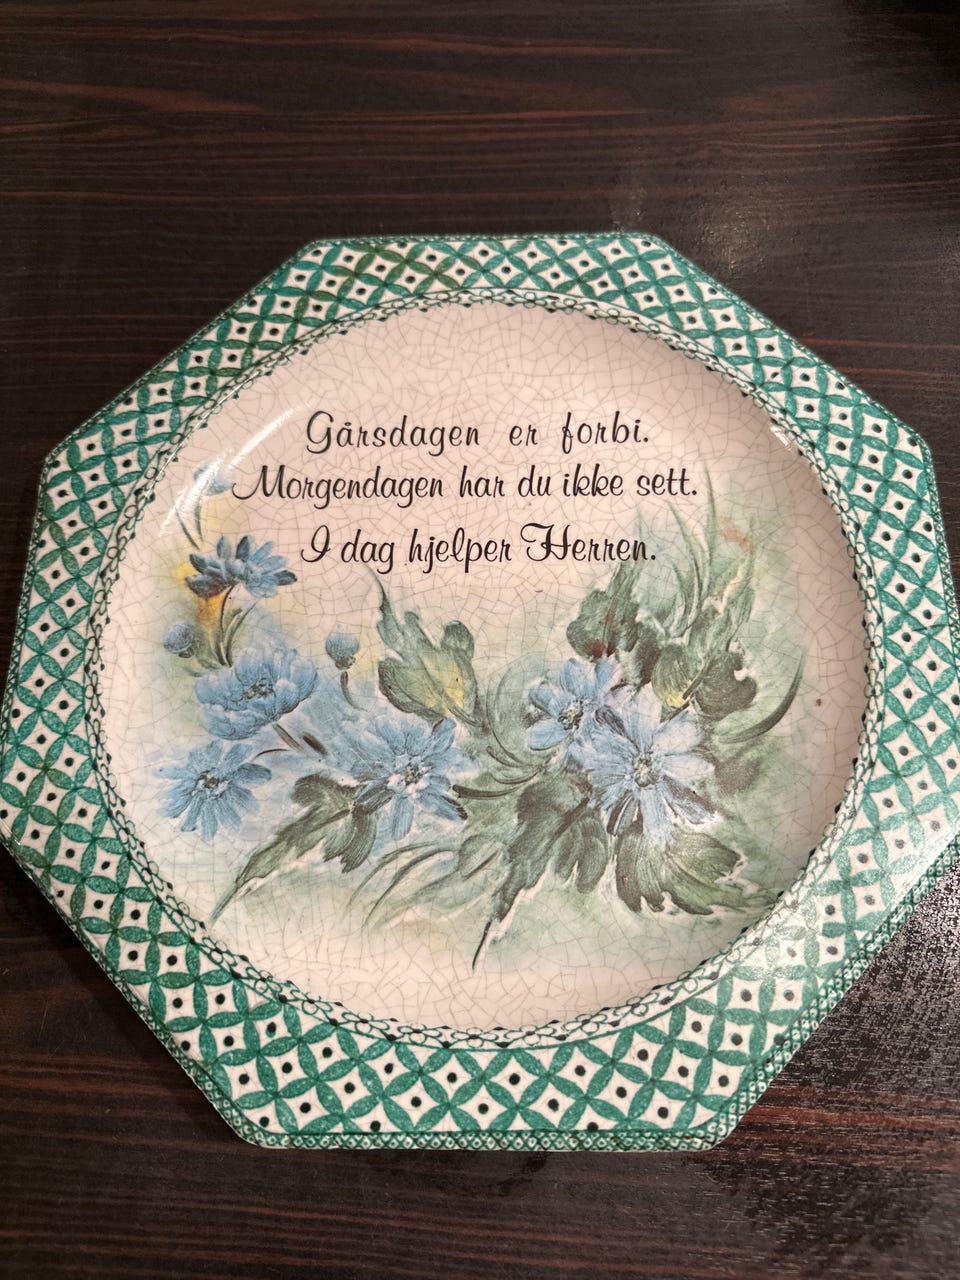 Gårsdagen er forbi.
Morgendagen har du ikke sett.
I dag hjelper Herren.